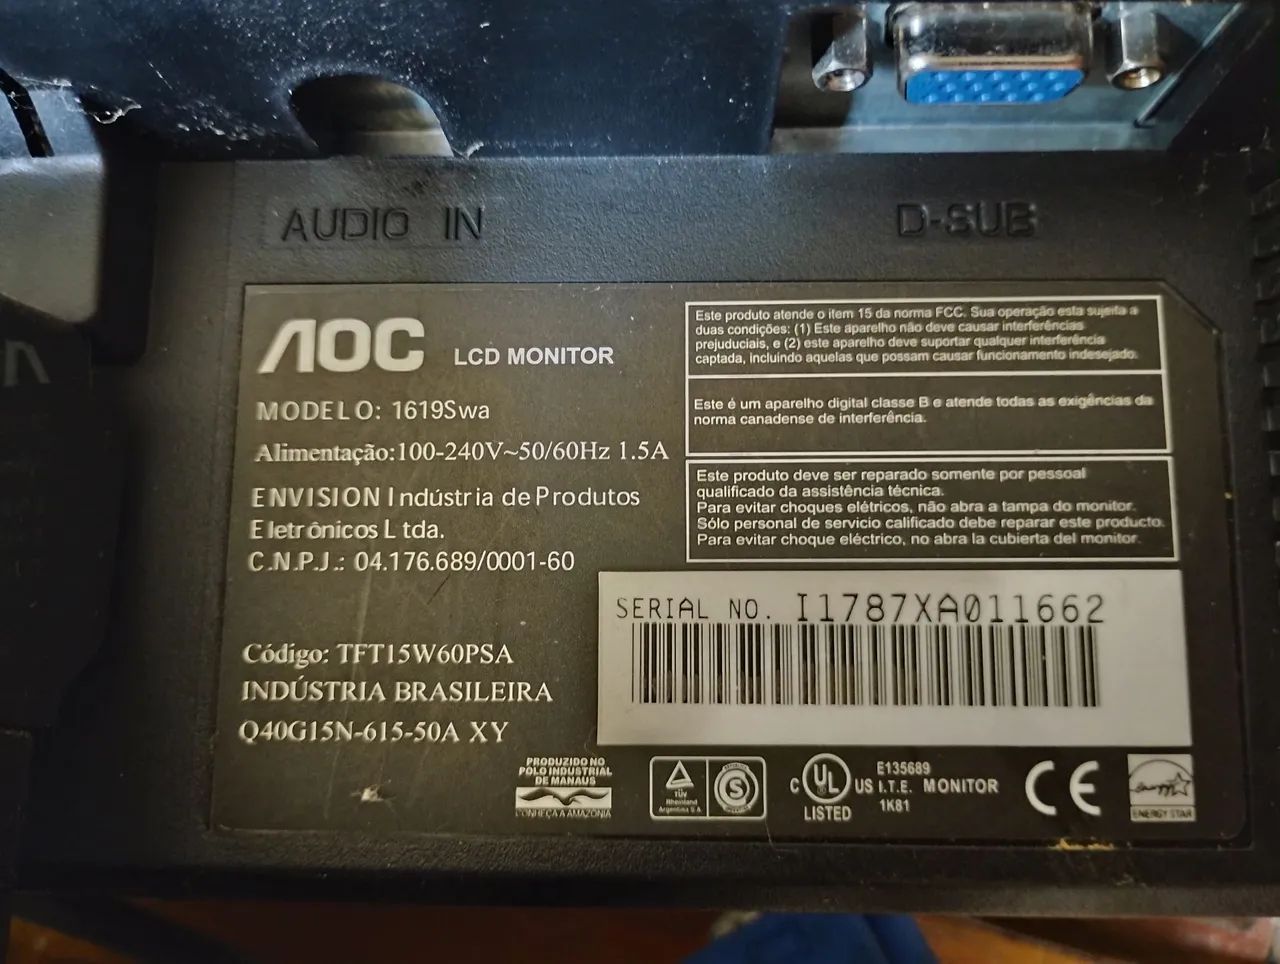 AUDIO IN
D-SUB
AOC LCD MONITOR
MODELO: 1619Swa
Alimentação:100-240V~50/60Hz 1.5A
ENVISION Indústria de Produtos
Eletrônicos Ltda.
C.N.P.J.: 04.176.689/0001-60
Código: TFT15W60PSA
INDÚSTRIA BRASILEIRA
Q40G15N-615-50A XY
Este produto atende o item 15 da norma FCC. Sua operação esta sujeita a
duas condições: (1) Este aparelho não deve causar interferências
prejuduciais, e (2) este aparelho deve suportar qualquer interferência
captada, incluindo aquelas que possam causar funcionamento indesejado.
Este é um aparelho digital classe B e atende todas as exigências da
norma canadense de interferência.
Este produto deve ser reparado somente por pessoal
qualificado da assistência técnica.
Para evitar choques elétricos, não abra a tampa do monitor.
Sólo personal de servicio calificado debe reparar este producto.
Para evitar choque eléctrico, no abra la cubierta del monitor.
SERIAL NO. I1787XA011662
PRODUZIDO NO
POLO INDUSTRIAL
DE MANAUS
CONHEÇA A AMAZONIA
TÜV
Rheinland
Argentina S.A
S
C UL US
LISTED
E135689
I.T.E. MONITOR
1K81
CE
energy
ENERGY STAR